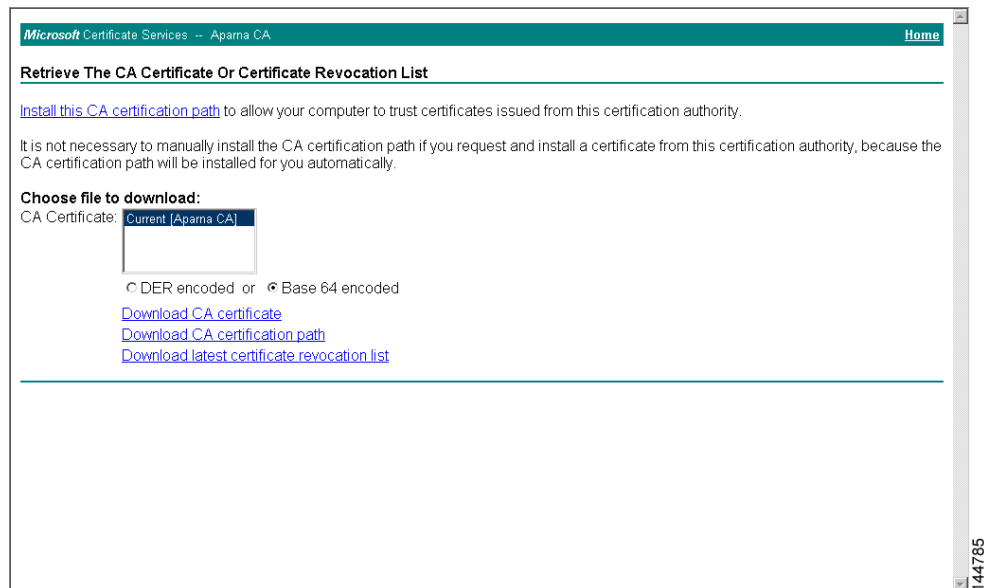 Microsoft Certificate Services -- Aparna CA Home
Retrieve The CA Certificate Or Certificate Revocation List
Install this CA certification path to allow your computer to trust certificates issued from this certification authority.
It is not necessary to manually install the CA certification path if you request and install a certificate from this certification authority, because the
CA certification path will be installed for you automatically.
Choose file to download:
CA Certificate: Current [Aparna CA]
DER encoded or Base 64 encoded
Download CA certificate
Download CA certification path
Download latest certificate revocation list
144785